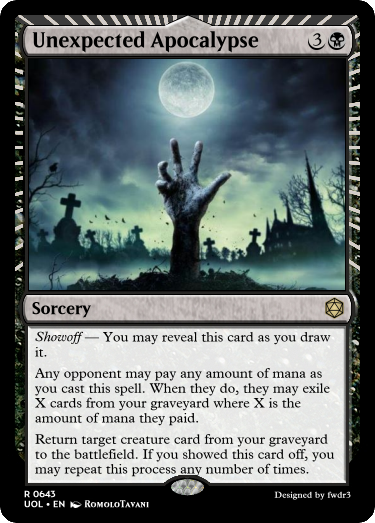 Unexpected Apocalypse 3
Sorcery
Showoff — You may reveal this card as you draw
it.
Any opponent may pay any amount of mana as
you cast this spell. When they do, they may exile
X cards from your graveyard where X is the
amount of mana they paid.
Return target creature card from your graveyard
to the battlefield. If you showed this card off, you
may repeat this process any number of times.
R 0643
Designed by fwdr3
UOL • EN ROMOLOTAVANI